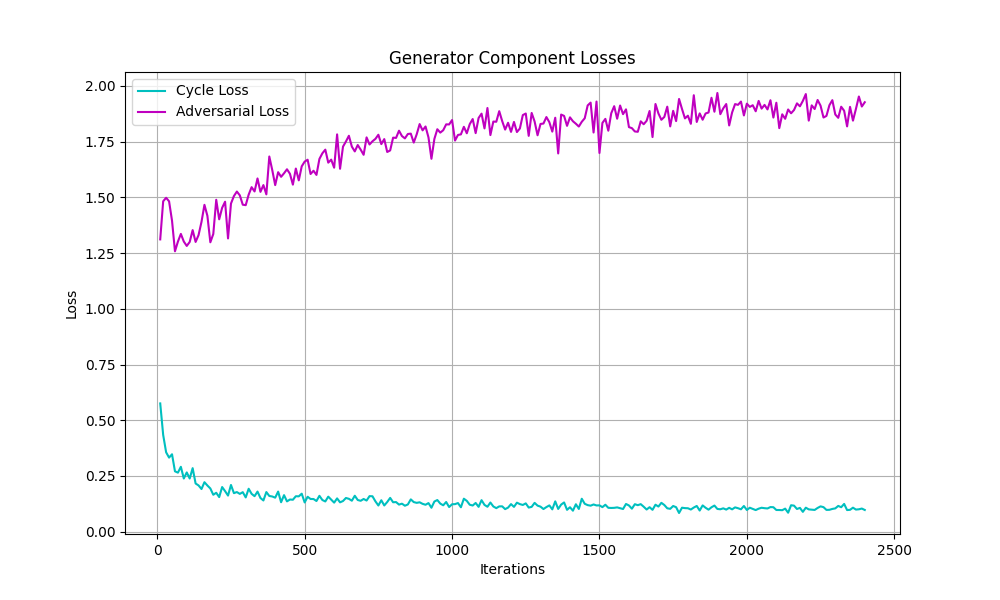 Generator Component Losses
Cycle Loss
Adversarial Loss
2.00
1.75
1.50
1.25
1.00
0.75
0.50
0.25
0.00
Loss
0 500 1000 1500 2000 2500
Iterations